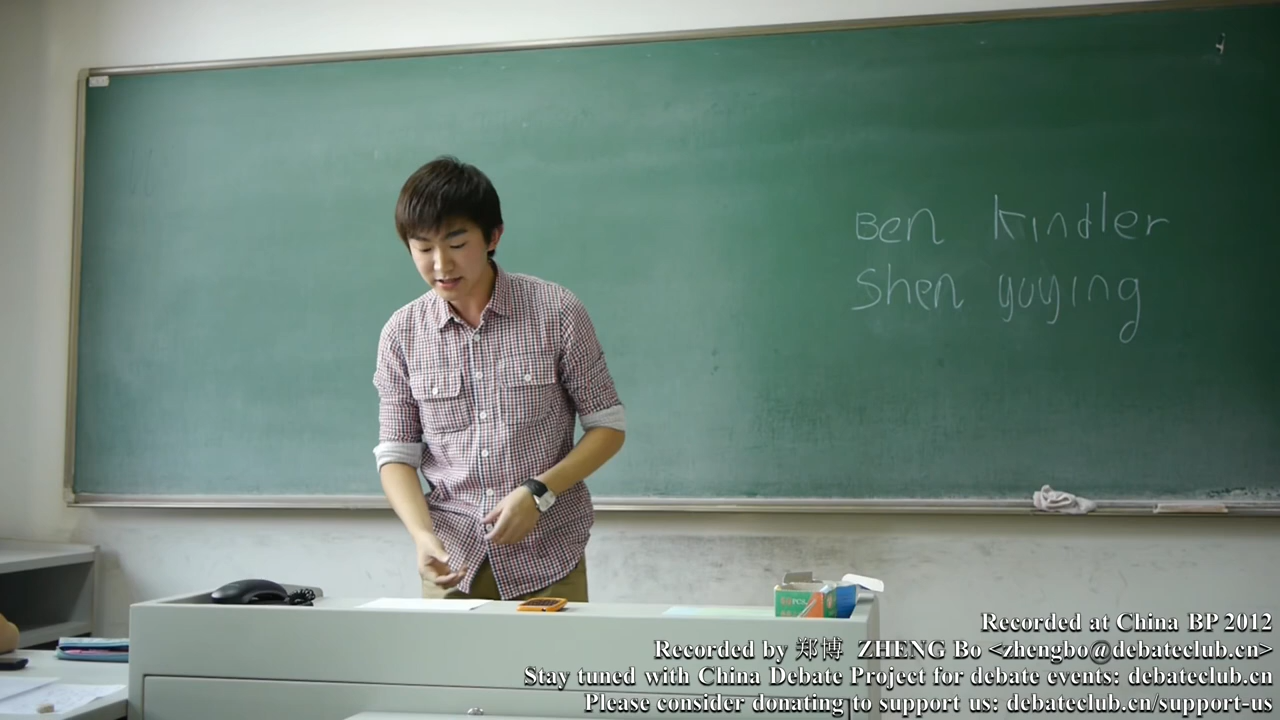 Ben Kindler
Shen yuying
Recorded at China BP 2012
Recorded by 郑博 ZHENG Bo <zhengbo@debateclub.cn>
Stay tuned with China Debate Project for debate events: debateclub.cn
Please consider donating to support us: debateclub.cn/support-us